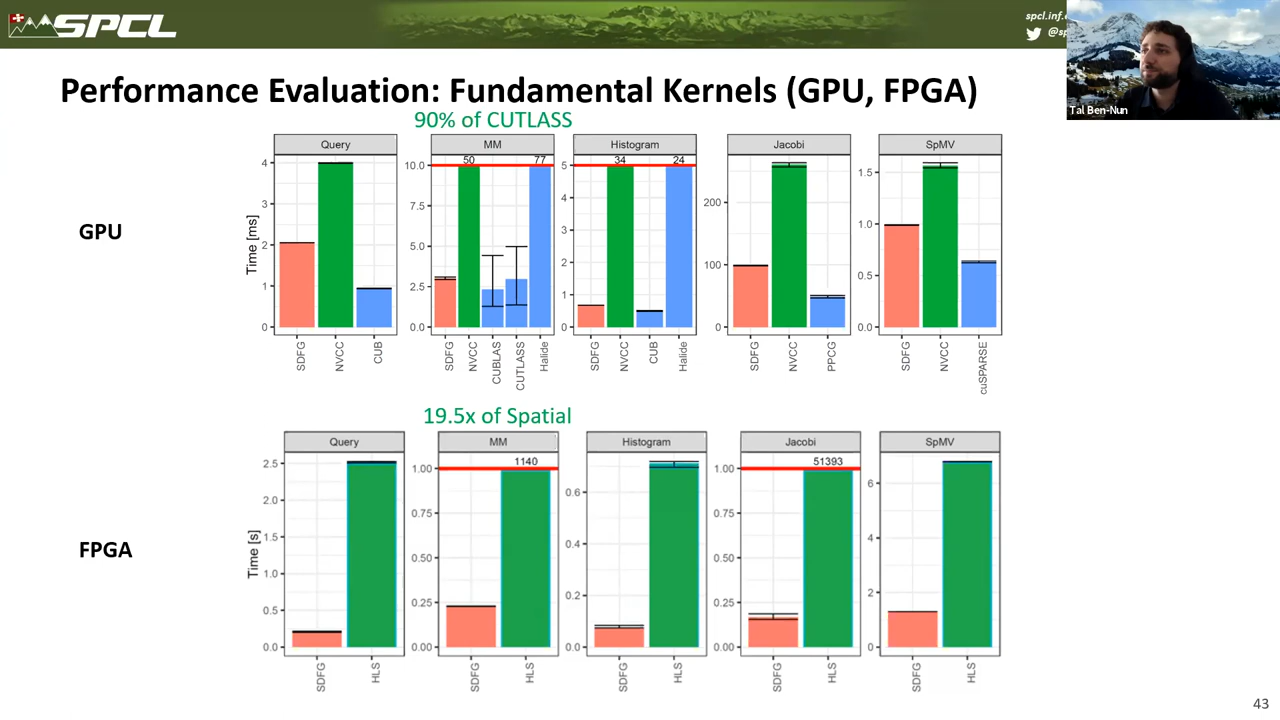 SPCL
spcl.inf.
@sp
Tal Ben-Nun
Performance Evaluation: Fundamental Kernels (GPU, FPGA)
90% of CUTLASS
GPU
Time [ms]
Query
4
3
2
1
0
SDFG
NVCC
CUB
MM
50
77
10.0
7.5
5.0
2.5
0.0
SDFG
NVCC
CUBLAS
CUTLASS
Halide
Histogram
34
24
5
4
3
2
1
0
SDFG
NVCC
CUB
Halide
Jacobi
200
100
0
SDFG
NVCC
PPCG
SpMV
1.5
1.0
0.5
0.0
SDFG
NVCC
cuSPARSE
19.5x of Spatial
FPGA
Time [s]
Query
2.5
2.0
1.5
1.0
0.5
0.0
SDFG
HLS
MM
1140
1.00
0.75
0.50
0.25
0.00
SDFG
HLS
Histogram
0.6
0.4
0.2
0.0
SDFG
HLS
Jacobi
51393
1.00
0.75
0.50
0.25
0.00
SDFG
HLS
SpMV
6
4
2
0
SDFG
HLS
43